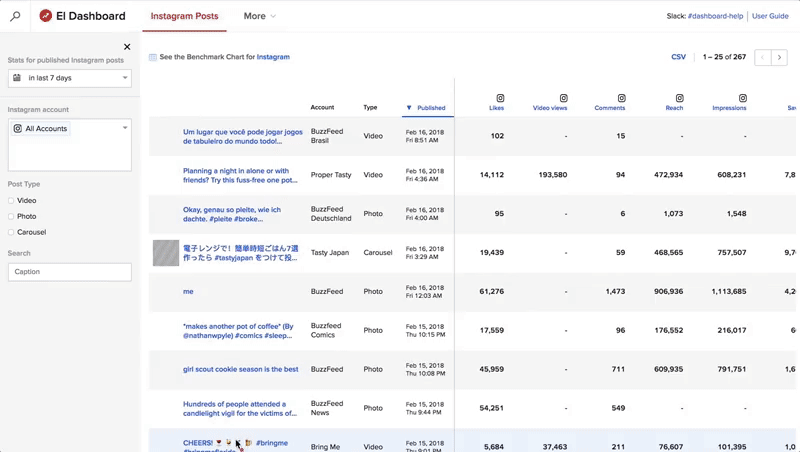 El Dashboard
Instagram Posts
More
Slack: #dashboard-help
User Guide
Stats for published Instagram posts
in last 7 days
Instagram account
All Accounts
Post Type
Video
Photo
Carousel
Search
Caption
See the Benchmark Chart for Instagram
CSV
1 – 25 of 267
Account Type Published Likes Video views Comments Reach Impressions
Um lugar que você pode jogar jogos
de tabuleiro do mundo todo!...
BuzzFeed
Brasil
Video
Feb 16, 2018
Fri 8:51 AM
102 - 15 - -
Planning a night in alone or with
friends? Try this fuss-free one pot...
Proper Tasty
Video
Feb 16, 2018
Fri 4:36 AM
14,112 193,580 94 472,934 608,231 7,8
Okay, genau so pleite, wie ich
dachte. #pleite #broke...
BuzzFeed
Deutschland
Photo
Feb 16, 2018
Fri 4:00 AM
95 - 6 1,073 1,548
電子レンジで！簡単時短ごはん7選
作ったら #tastyjapan をつけて投...
Tasty Japan
Carousel
Feb 16, 2018
Fri 3:29 AM
19,439 - 59 468,565 757,507 9,7
me
BuzzFeed
Photo
Feb 16, 2018
Fri 12:03 AM
61,276 - 1,473 906,936 1,113,685 4,2
*makes another pot of coffee* (By
@nathanwpyle) #comics #sleep...
Buzzfeed
Comics
Photo
Feb 15, 2018
Thu 10:15 PM
17,559 - 96 176,552 216,017
girl scout cookie season is the best
BuzzFeed
Photo
Feb 15, 2018
Thu 10:08 PM
45,959 - 711 609,935 791,751 1,6
Hundreds of people attended a
candlelight vigil for the victims of...
BuzzFeed
News
Photo
Feb 15, 2018
Thu 9:44 PM
54,251 - 549 - -
CHEERS! #bringme
Bring Me
Video
Feb 15, 2018
Thu 9:01 PM
5,684 37,463 211 76,607 101,395